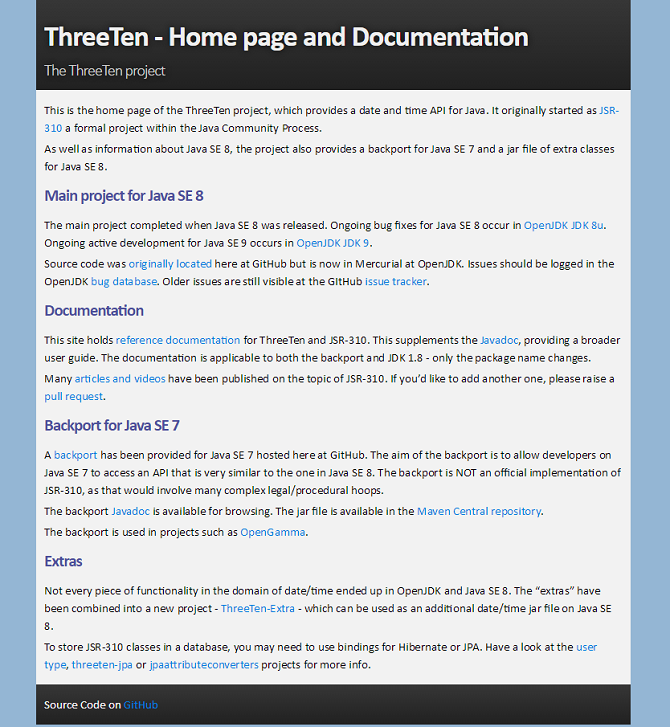 ThreeTen - Home page and Documentation
The ThreeTen project
This is the home page of the ThreeTen project, which provides a date and time API for Java. It originally started as JSR-
310 a formal project within the Java Community Process.
As well as information about Java SE 8, the project also provides a backport for Java SE 7 and a jar file of extra classes
for Java SE 8.
Main project for Java SE 8
The main project completed when Java SE 8 was released. Ongoing bug fixes for Java SE 8 occur in OpenJDK JDK 8u.
Ongoing active development for Java SE 9 occurs in OpenJDK JDK 9.
Source code was originally located here at GitHub but is now in Mercurial at OpenJDK. Issues should be logged in the
OpenJDK bug database. Older issues are still visible at the GItHub issue tracker.
Documentation
This site holds reference documentation for ThreeTen and JSR-310. This supplements the Javadoc, providing a broader
user guide. The documentation is applicable to both the backport and JDK 1.8 - only the package name changes.
Many articles and videos have been published on the topic of JSR-310. If you'd like to add another one, please raise a
pull request.
Backport for Java SE 7
A backport has been provided for Java SE 7 hosted here at GitHub. The aim of the backport is to allow developers on
Java SE 7 to access an API that is very similar to the one in Java SE 8. The backport is NOT an official implementation of
JSR-310, as that would involve many complex legal/procedural hoops.
The backport Javadoc is available for browsing. The jar file is available in the Maven Central repository.
The backport is used in projects such as OpenGamma.
Extras
Not every piece of functionality in the domain of date/time ended up in OpenJDK and Java SE 8. The “extras” have
been combined into a new project - ThreeTen-Extra - which can be used as an additional date/time jar file on Java SE
8.
To store JSR-310 classes in a database, you may need to use bindings for Hibernate or JPA. Have a look at the user
type, threeten-jpa or jpaattributeconverters projects for more info.
Source Code on GitHub